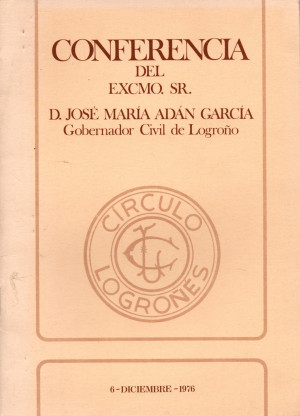 CONFERENCIA
DEL
EXCMO. SR.
D. JOSÉ MARÍA ADÁN GARCÍA
Gobernador Civil de Logroño
CIRCULO
LOGROÑES
6-DICIEMBRE-1976